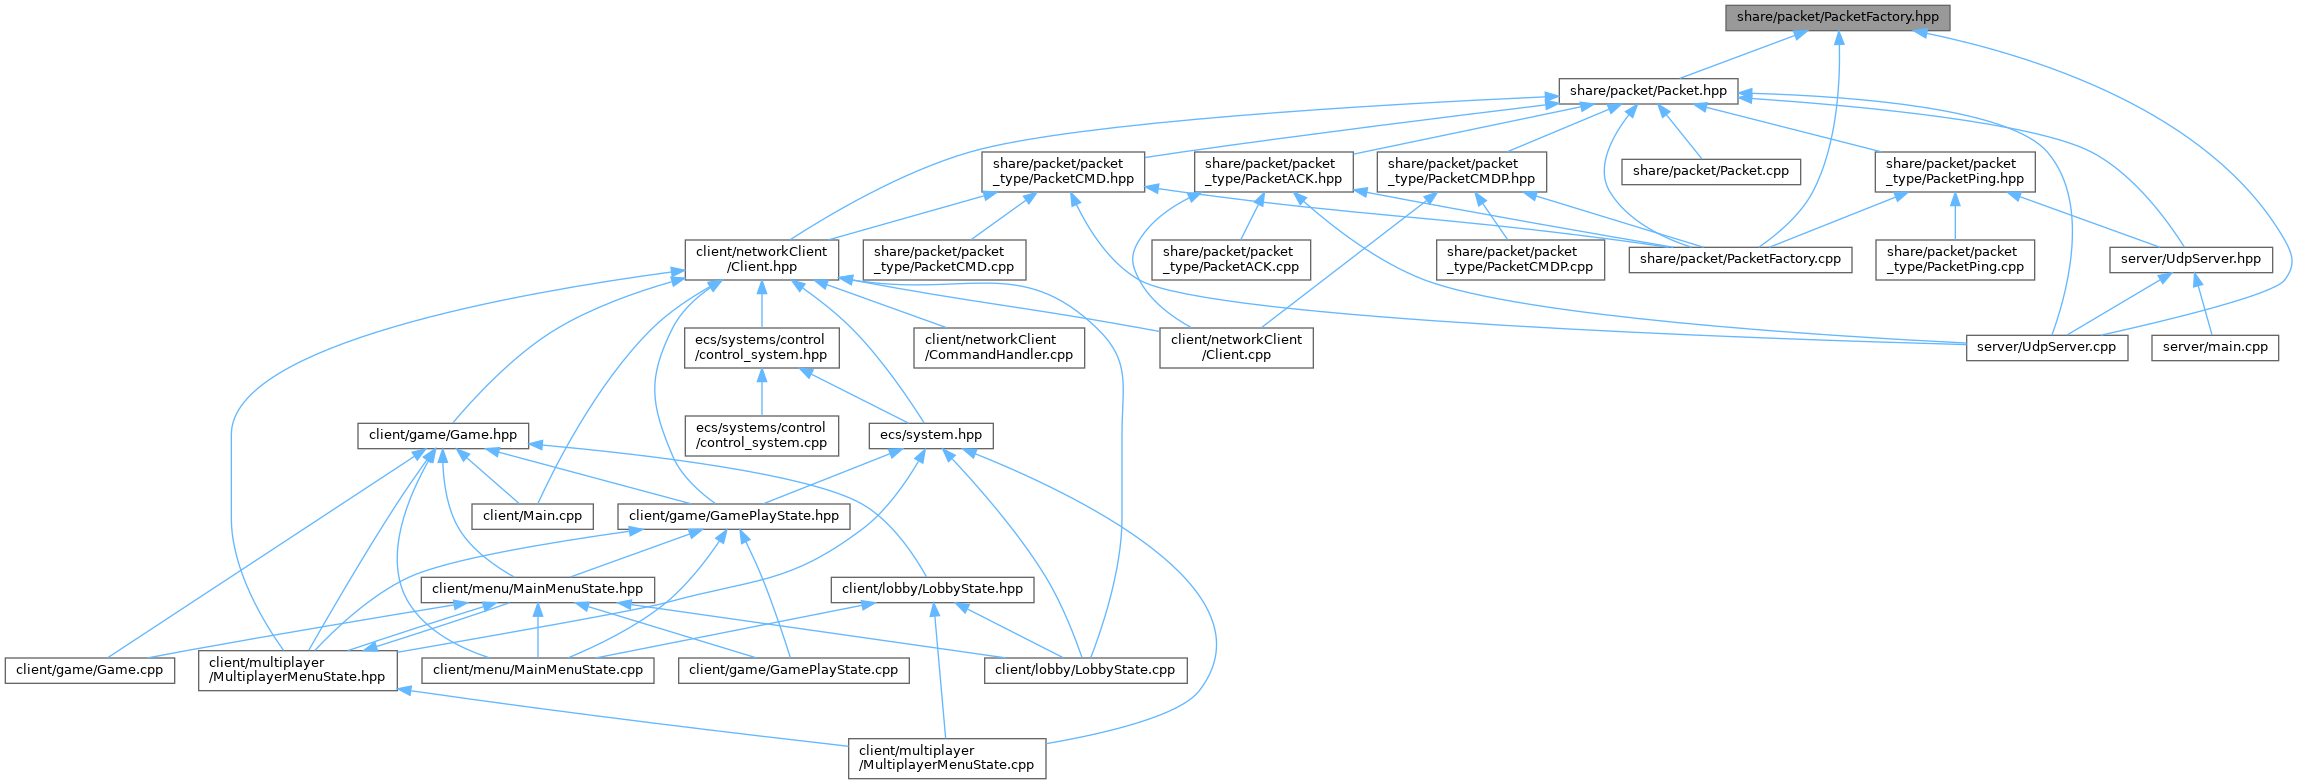 share/packet/PacketFactory.hpp
share/packet/Packet.hpp
share/packet/packet
_type/PacketCMD.hpp
share/packet/packet
_type/PacketACK.hpp
share/packet/packet
_type/PacketCMDP.hpp
share/packet/Packet.cpp
share/packet/packet
_type/PacketPing.hpp
client/networkClient
/Client.hpp
share/packet/packet
_type/PacketCMD.cpp
share/packet/packet
_type/PacketACK.cpp
share/packet/packet
_type/PacketCMDP.cpp
share/packet/PacketFactory.cpp
share/packet/packet
_type/PacketPing.cpp
server/UdpServer.hpp
ecs/systems/control
/control_system.hpp
client/networkClient
/CommandHandler.cpp
client/networkClient
/Client.cpp
server/UdpServer.cpp
server/main.cpp
client/game/Game.hpp
ecs/systems/control
/control_system.cpp
ecs/system.hpp
client/Main.cpp
client/game/GamePlayState.hpp
client/menu/MainMenuState.hpp
client/lobby/LobbyState.hpp
client/game/Game.cpp
client/multiplayer
/MultiplayerMenuState.hpp
client/menu/MainMenuState.cpp
client/game/GamePlayState.cpp
client/lobby/LobbyState.cpp
client/multiplayer
/MultiplayerMenuState.cpp